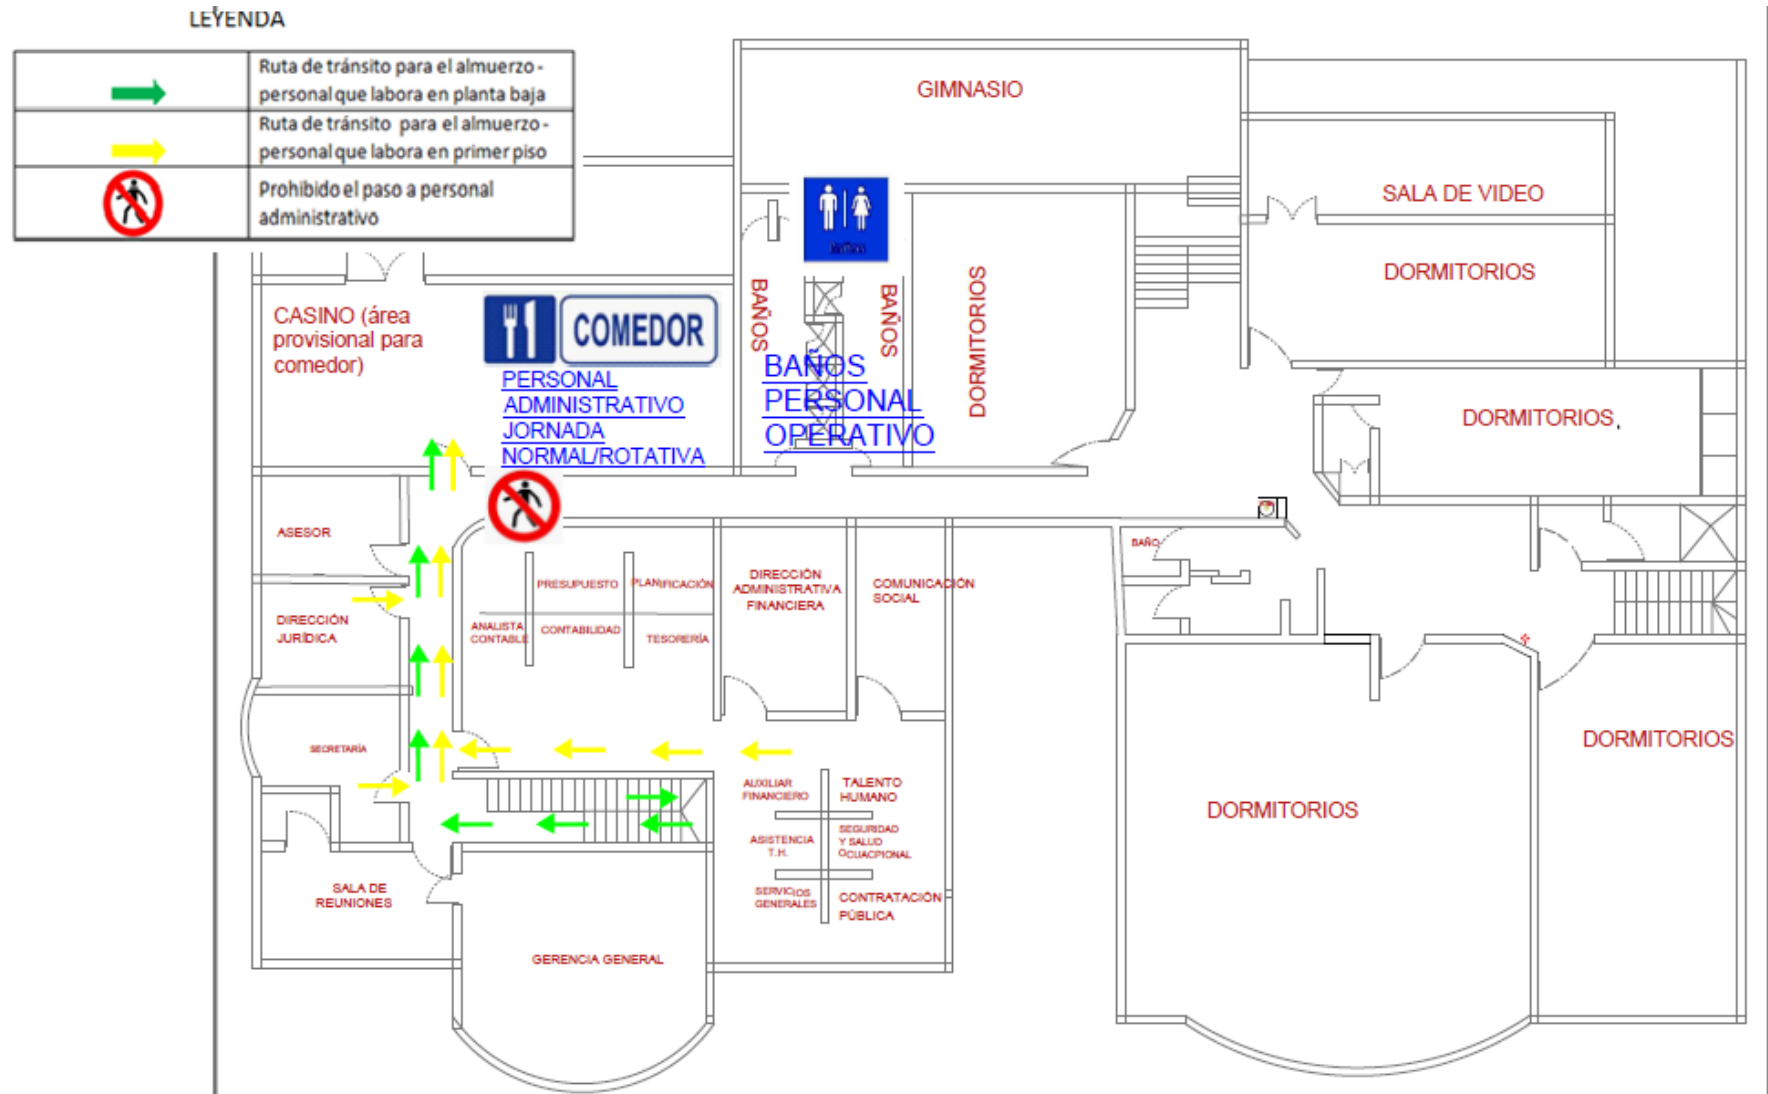 LEYENDA
Ruta de tránsito para el almuerzo -
personal que labora en planta baja
Ruta de tránsito para el almuerzo -
personal que labora en primer piso
Prohibido el paso a personal
administrativo
GIMNASIO
SALA DE VIDEO
DORMITORIOS
CASINO (área
provisional para
comedor)
COMEDOR
PERSONAL
ADMINISTRATIVO
JORNADA
NORMAL/ROTATIVA
BAÑOS
BAÑOS
BAÑOS
PERSONAL
OPERATIVO
DORMITORIOS
DORMITORIOS,
ASESOR
DIRECCIÓN
JURÍDICA
SECRETARÍA
SALA DE
REUNIONES
GERENCIA GENERAL
PRESUPUESTO
PLANIFICACIÓN
ANALISTA
CONTABLE
CONTABILIDAD
TESORERÍA
DIRECCIÓN
ADMINISTRATIVA
FINANCIERA
COMUNICACIÓN
SOCIAL
BAÑO
AUXILIAR
FINANCIERO
TALENTO
HUMANO
ASISTENCIA
T.H.
SEGURIDAD
Y SALUD
OCUACPIONAL
SERVICIOS
GENERALES
CONTRATACIÓN
PÚBLICA
DORMITORIOS
DORMITORIOS